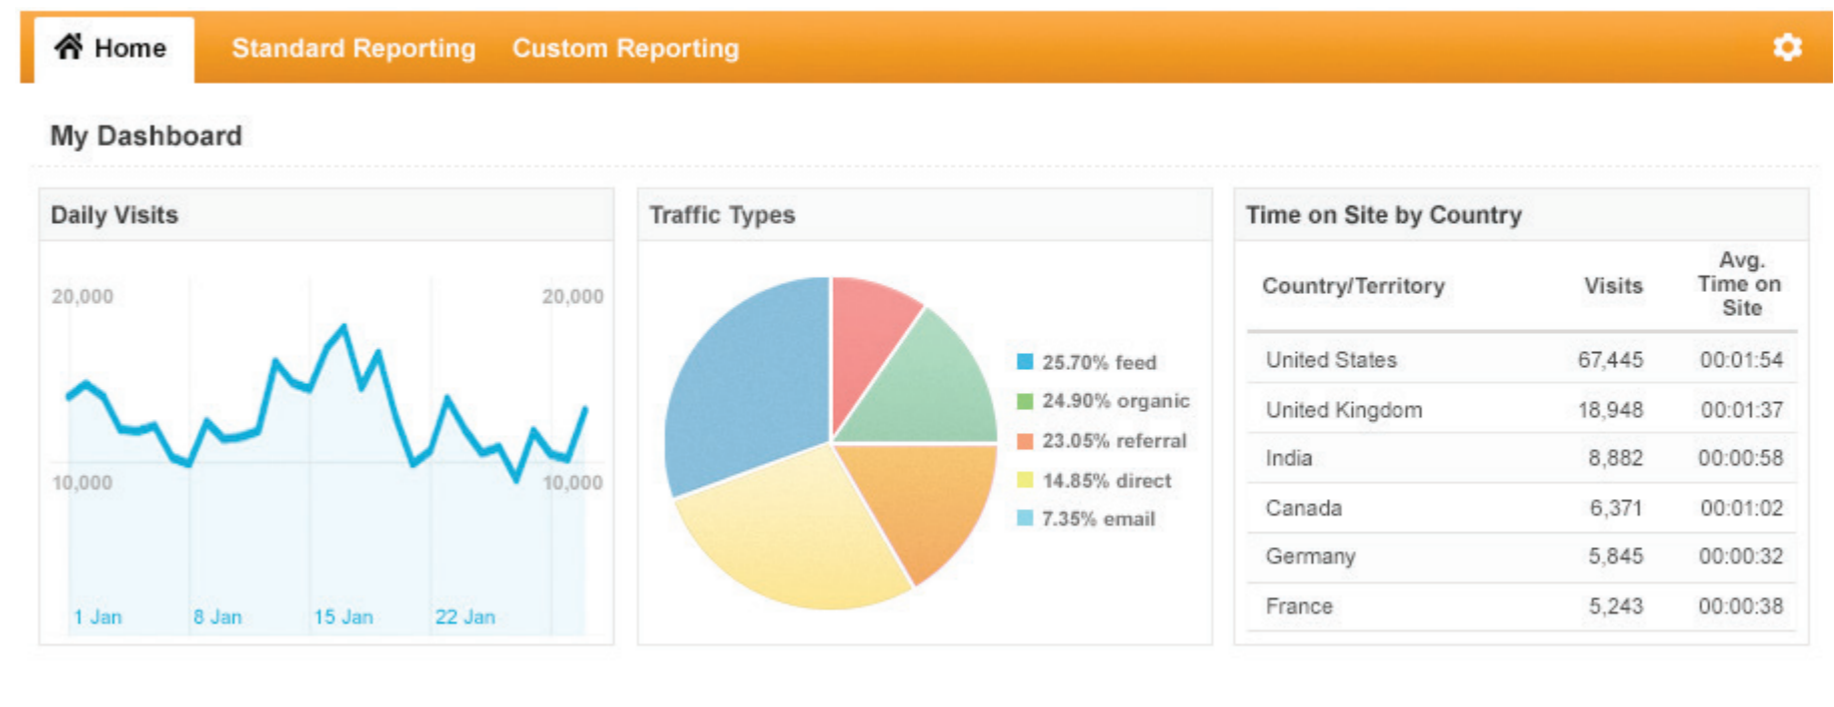 Home Standard Reporting Custom Reporting
My Dashboard
Daily Visits
20,000 20,000
10,000 10,000
1 Jan 8 Jan 15 Jan 22 Jan
Traffic Types
25.70% feed
24.90% organic
23.05% referral
14.85% direct
7.35% email
Time on Site by Country
Country/Territory Visits Avg. Time on Site
United States 67,445 00:01:54
United Kingdom 18,948 00:01:37
India 8,882 00:00:58
Canada 6,371 00:01:02
Germany 5,845 00:00:32
France 5,243 00:00:38